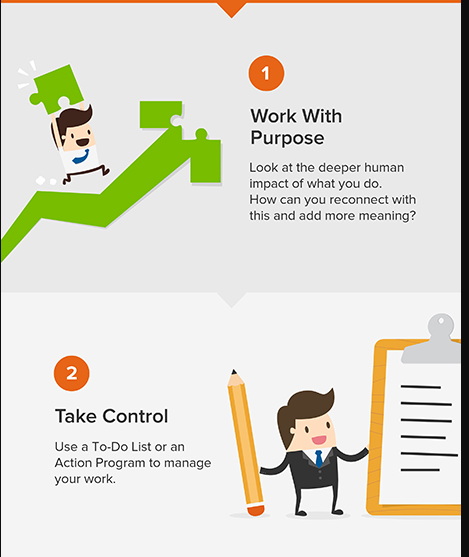 1
Work With
Purpose
Look at the deeper human
impact of what you do.
How can you reconnect with
this and add more meaning?
2
Take Control
Use a To-Do List or an
Action Program to manage
your work.